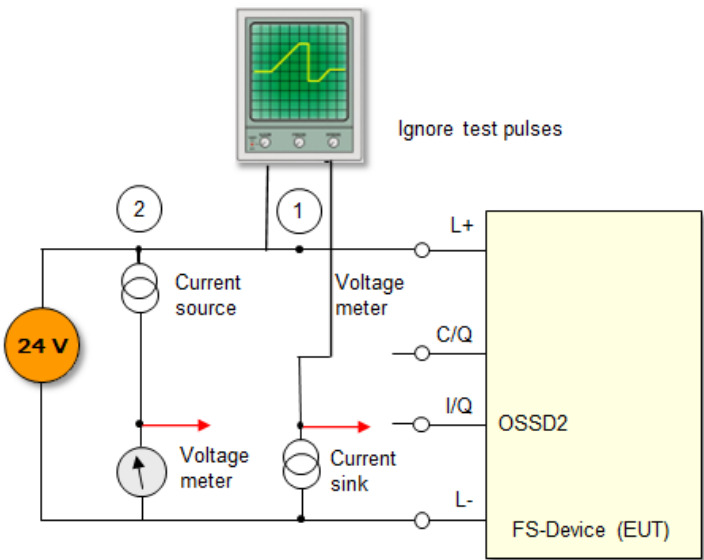 Ignore test pulses
2
1
L+
Current
source
Voltage
meter
24 V
C/Q
I/Q
OSSD2
Voltage
meter
Current
sink
L-
FS-Device (EUT)